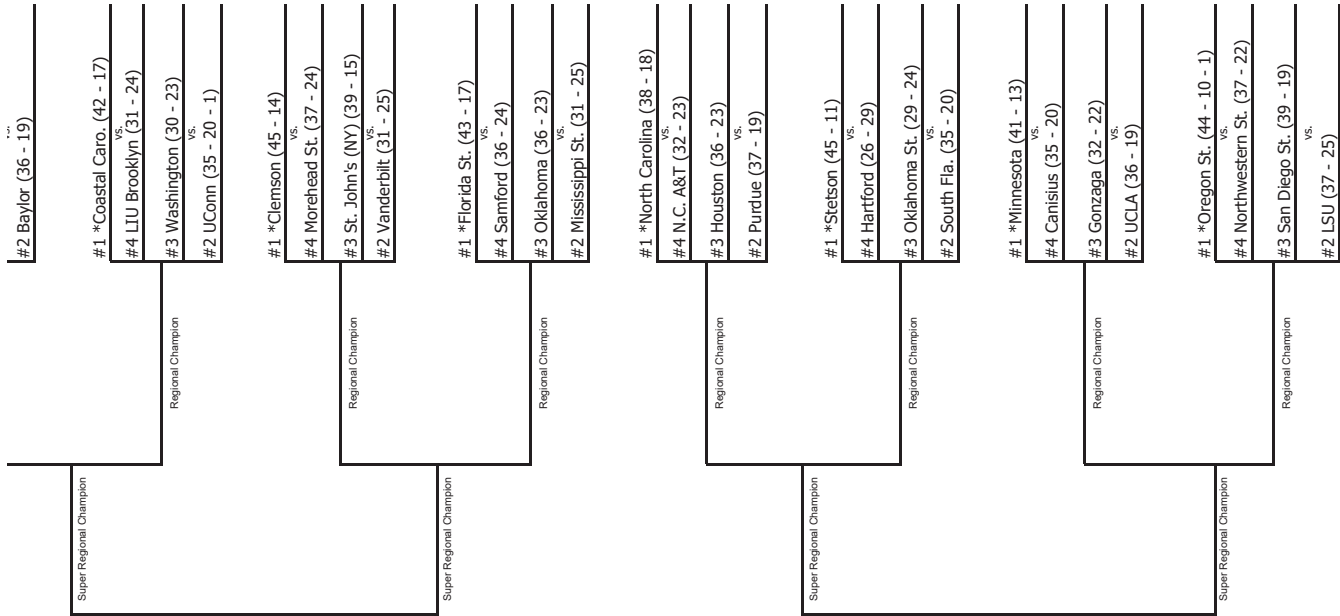 vs.
#2 Baylor (36 - 19)
#1 *Coastal Caro. (42 - 17)
vs.
#4 LIU Brooklyn (31 - 24)
#3 Washington (30 - 23)
vs.
#2 UConn (35 - 20 - 1)
#1 *Clemson (45 - 14)
vs.
#4 Morehead St. (37 - 24)
#3 St. John's (NY) (39 - 15)
vs.
#2 Vanderbilt (31 - 25)
#1 *Florida St. (43 - 17)
vs.
#4 Samford (36 - 24)
#3 Oklahoma (36 - 23)
vs.
#2 Mississippi St. (31 - 25)
#1 *North Carolina (38 - 18)
vs.
#4 N.C. A&T (32 - 23)
#3 Houston (36 - 23)
vs.
#2 Purdue (37 - 19)
#1 *Stetson (45 - 11)
vs.
#4 Hartford (26 - 29)
#3 Oklahoma St. (29 - 24)
vs.
#2 South Fla. (35 - 20)
#1 *Minnesota (41 - 13)
vs.
#4 Canisius (35 - 20)
#3 Gonzaga (32 - 22)
vs.
#2 UCLA (36 - 19)
#1 *Oregon St. (44 - 10 - 1)
vs.
#4 Northwestern St. (37 - 22)
#3 San Diego St. (39 - 19)
vs.
#2 LSU (37 - 25)
Regional Champion
Regional Champion
Regional Champion
Regional Champion
Regional Champion
Regional Champion
Regional Champion
Super Regional Champion
Super Regional Champion
Super Regional Champion
Super Regional Champion